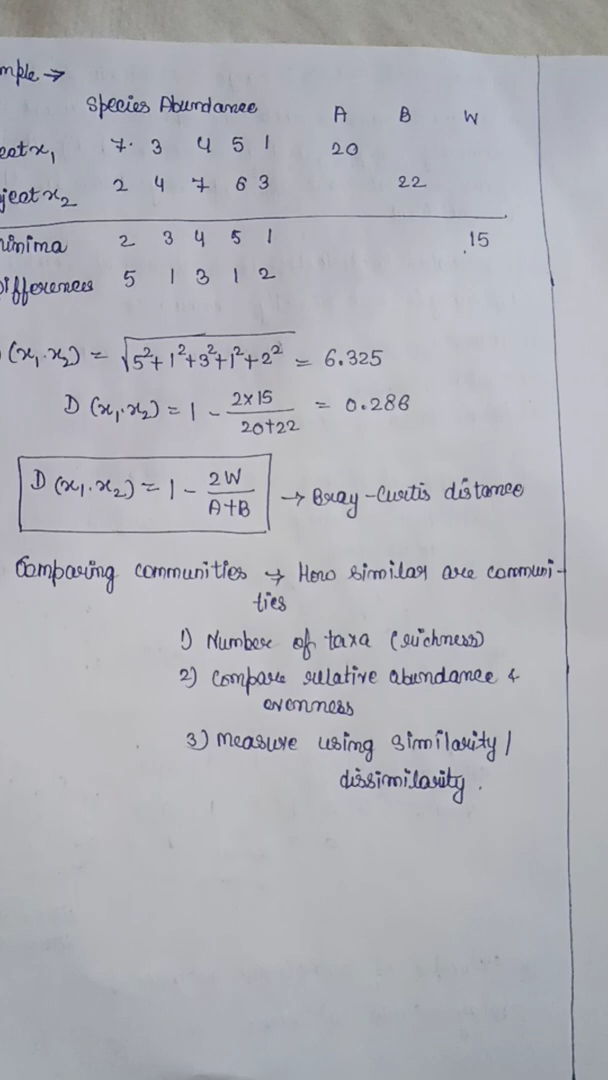 mple →
Species Abundance A B W
eatx₁ 7. 3 4 5 1 20
jeat x₂ 2 4 7 6 3 22
inima 2 3 4 5 1 15
ifferences 5 1 3 1 2
(x₁.x₂) = √5²+1²+3²+1²+2² = 6.325
D (x₁.x₂) = 1 - 2×15/20+22 = 0.286
D (x₁.x₂) = 1 - 2W/A+B → Bray-Curtis distance
Comparing communities → How similar are communi-
ties
1) Number of taxa (richness)
2) Compare relative abundance &
evenness
3) Measure using similarity/
dissimilarity.